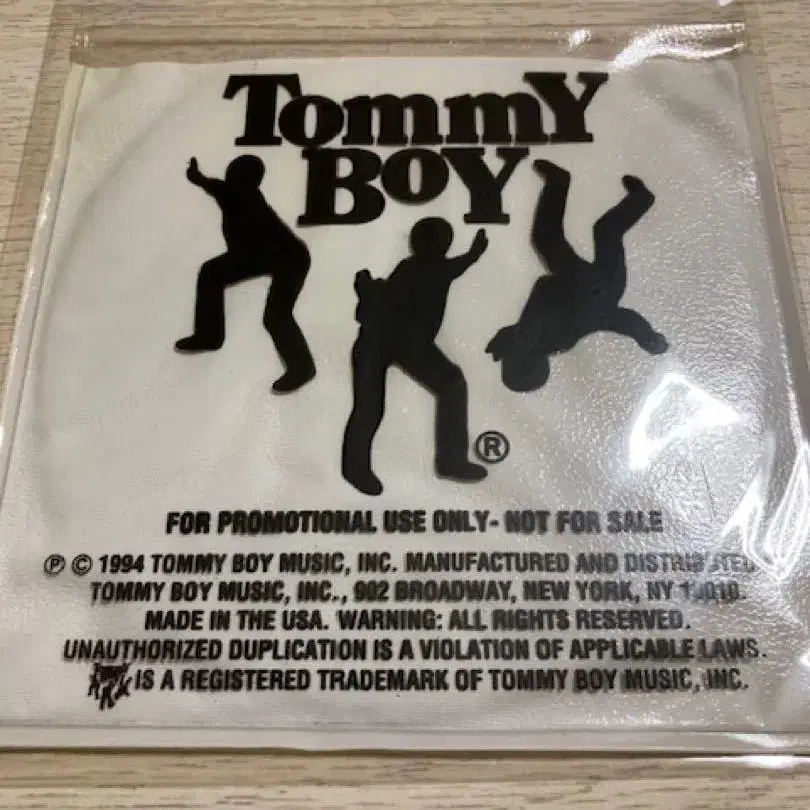 TommY
BoY
®
FOR PROMOTIONAL USE ONLY- NOT FOR SALE
℗ © 1994 TOMMY BOY MUSIC, INC. MANUFACTURED AND DISTRIBUTED
TOMMY BOY MUSIC, INC., 902 BROADWAY, NEW YORK, NY 10010.
MADE IN THE USA. WARNING: ALL RIGHTS RESERVED.
UNAUTHORIZED DUPLICATION IS A VIOLATION OF APPLICABLE LAWS.
IS A REGISTERED TRADEMARK OF TOMMY BOY MUSIC, INC.